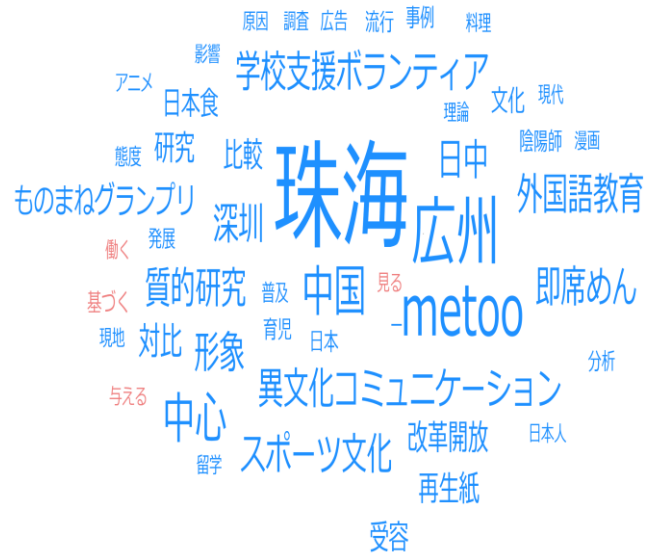 原因 調査 広告 流行 事例 料理
影響 学校支援ボランティア
アニメ 日本食 理論 文化 現代
態度 研究 比較 珠海 日中 陰陽師 漫画
ものまねグランプリ 深圳 広州 外国語教育
働く 発展
基づく 質的研究 普及 中国 見る _metoo 即席めん
現地 対比 形象 育児 日本 分析
与える 中心 異文化コミュニケーション
留学 スポーツ文化 改革開放 日本人
再生紙
受容